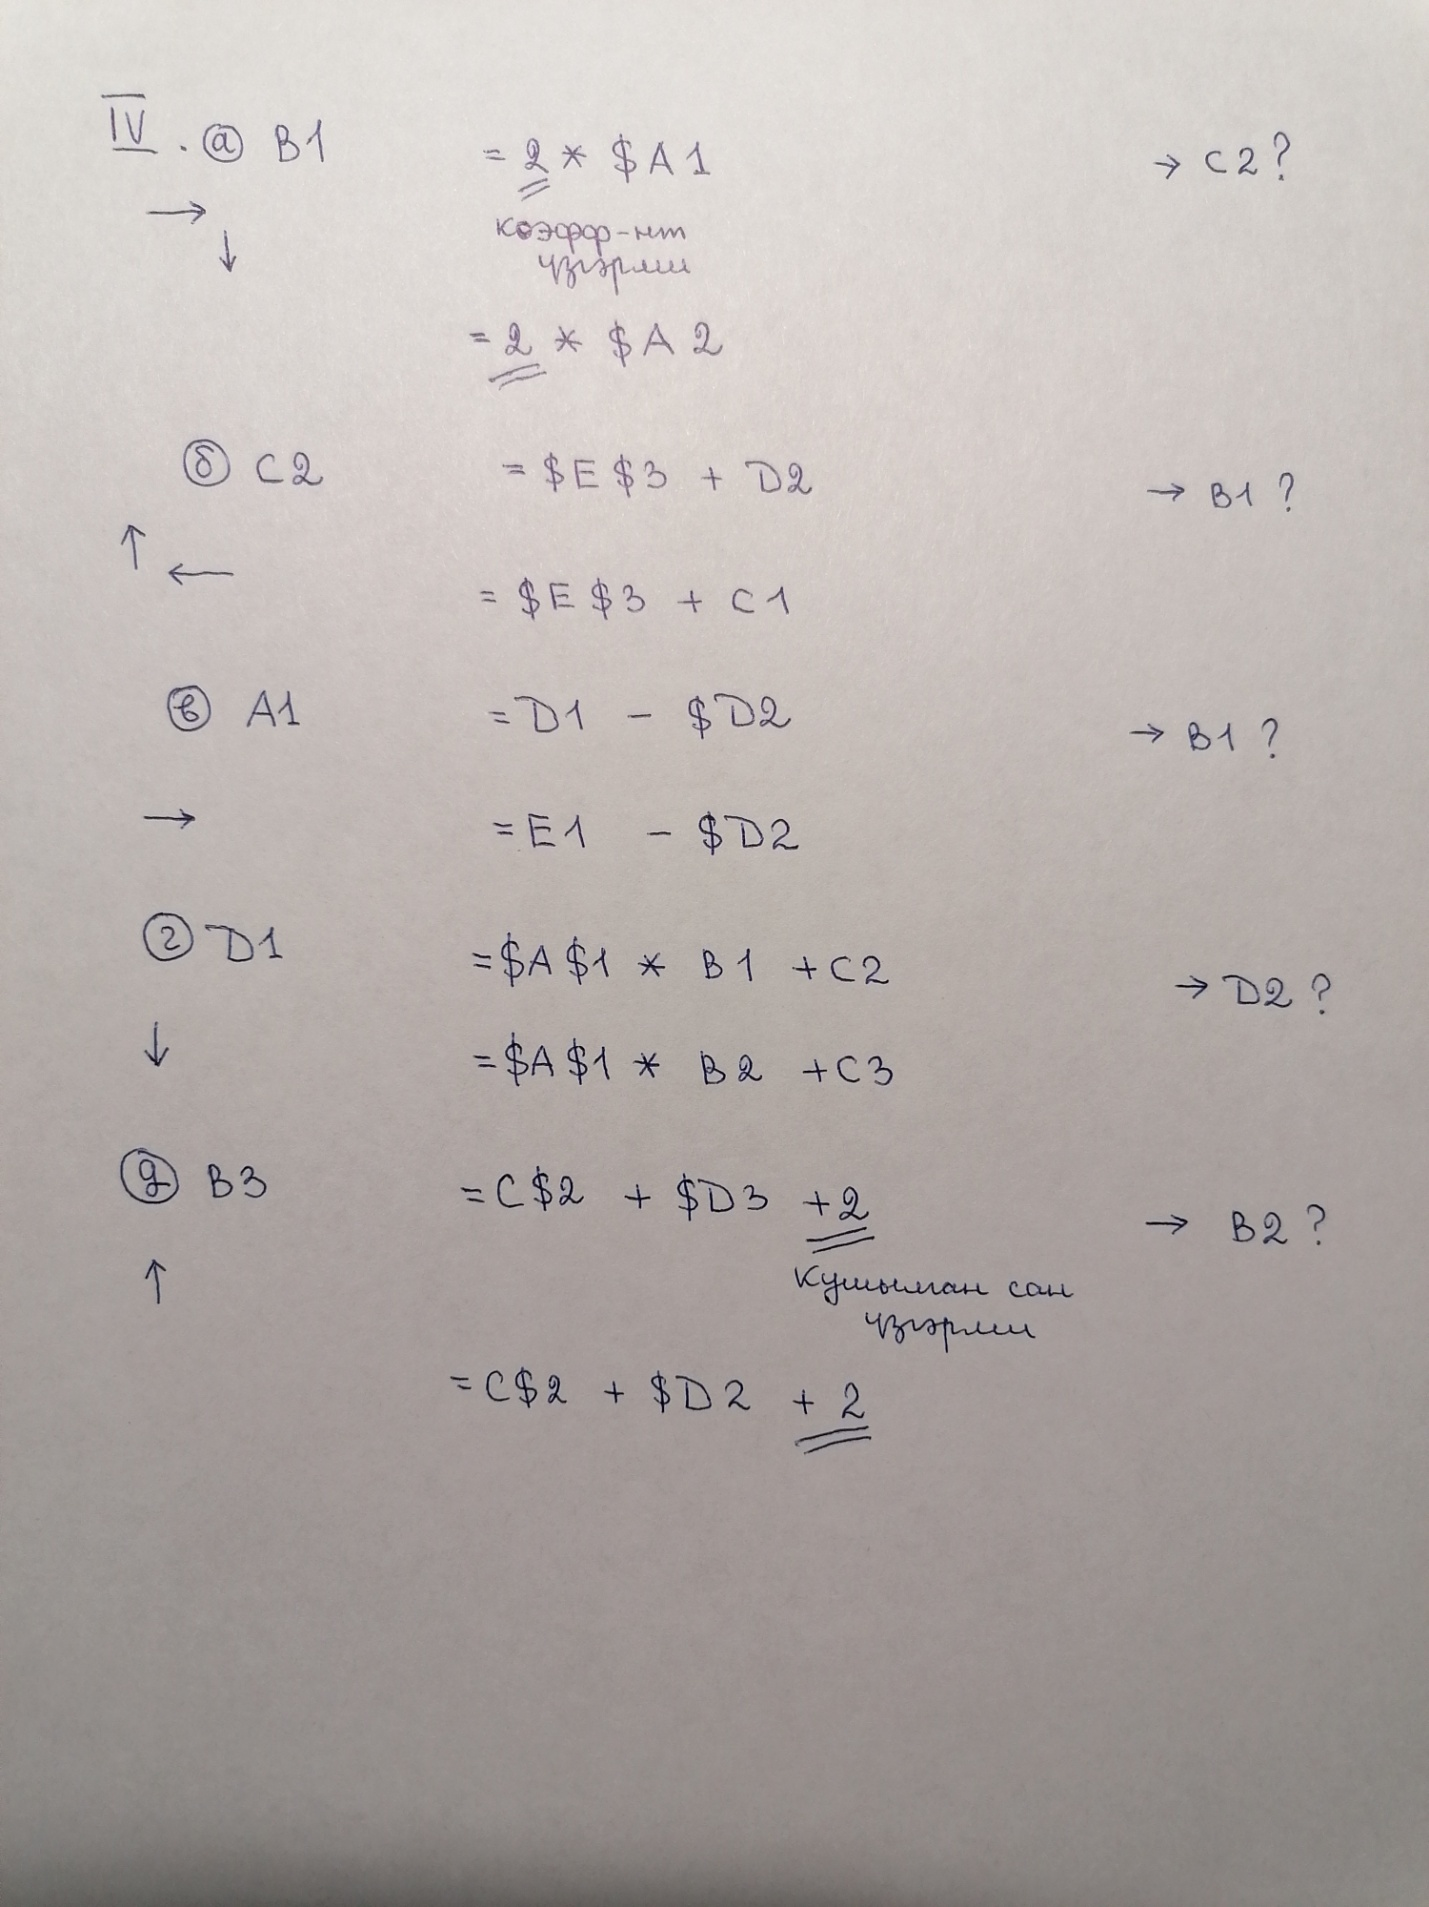 IV. а B1 = 2 * $A1 → C2?
→
↓
коэфф-нт
үзгәрми
= 2 * $A2
б C2 = $E$3 + D2 → B1?
↑ ←
= $E$3 + C1
в A1 = D1 - $D2 → B1?
→ = E1 - $D2
г D1 = $A$1 * B1 + C2 → D2?
↓ = $A$1 * B2 + C3
д B3 = C$2 + $D3 + 2 → B2?
↑
Кушылган сан
үзгәрми
= C$2 + $D2 + 2